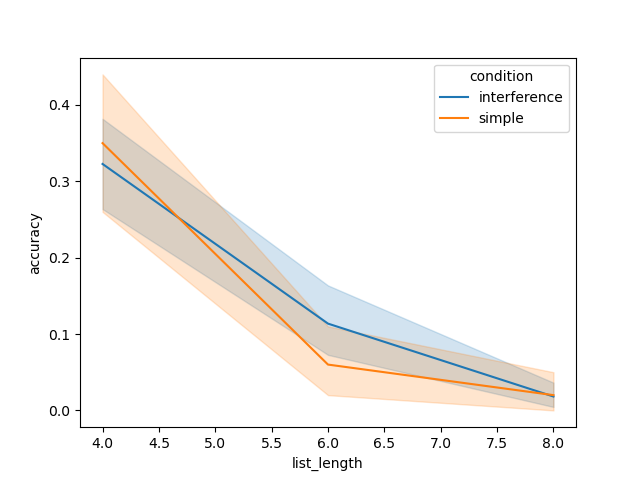 condition
interference
simple
0.4
0.3
0.2
0.1
0.0
accuracy
4.0 4.5 5.0 5.5 6.0 6.5 7.0 7.5 8.0
list_length